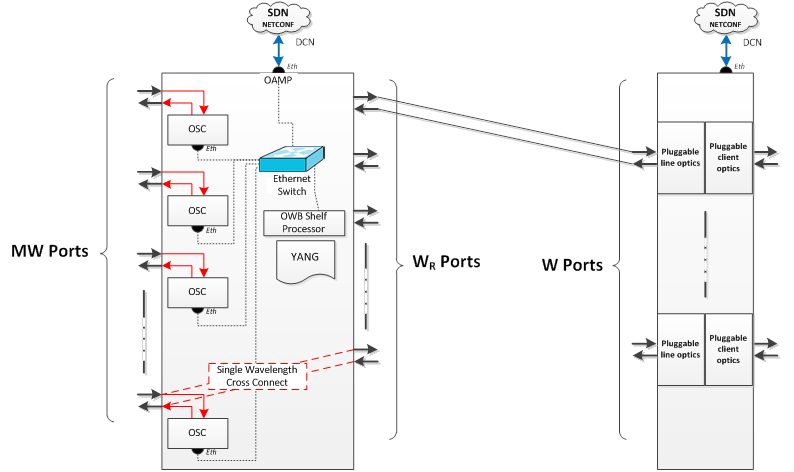 SDN
NETCONF
DCN
Eth
OAMP
SDN
NETCONF
DCN
Eth
OSC
Eth
Ethernet
Switch
OSC
Eth
OWB Shelf
Processor
YANG
OSC
Eth
MW Ports
WR Ports
W Ports
Single Wavelength
Cross Connect
OSC
Eth
Pluggable
line optics
Pluggable
client
optics
Pluggable
line optics
Pluggable
client
optics